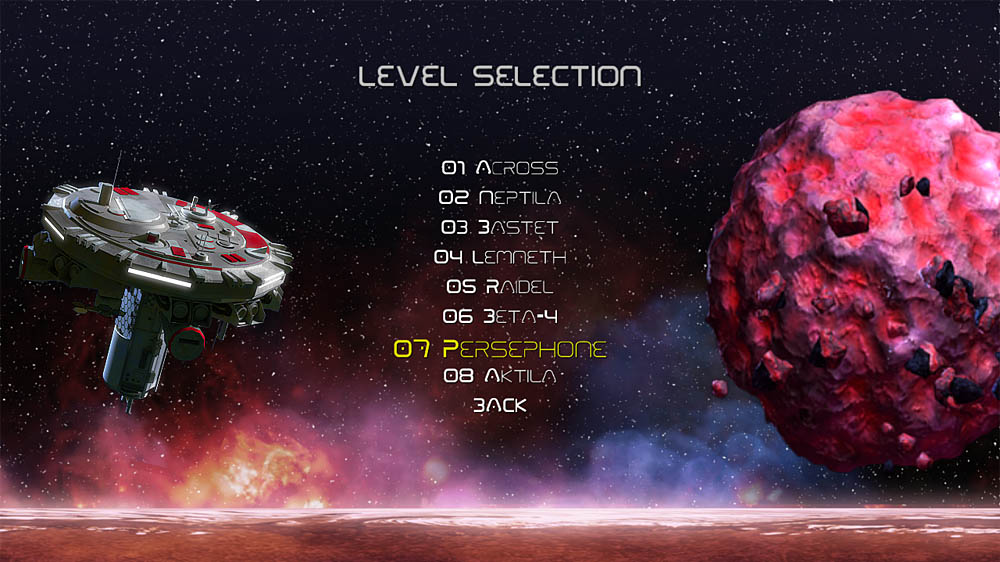 LEVEL SELECTION
01 Across
02 Neptila
03 Bastet
04 Lemneth
05 Raidel
06 Beta-4
07 Persephone
08 Aktila
Back